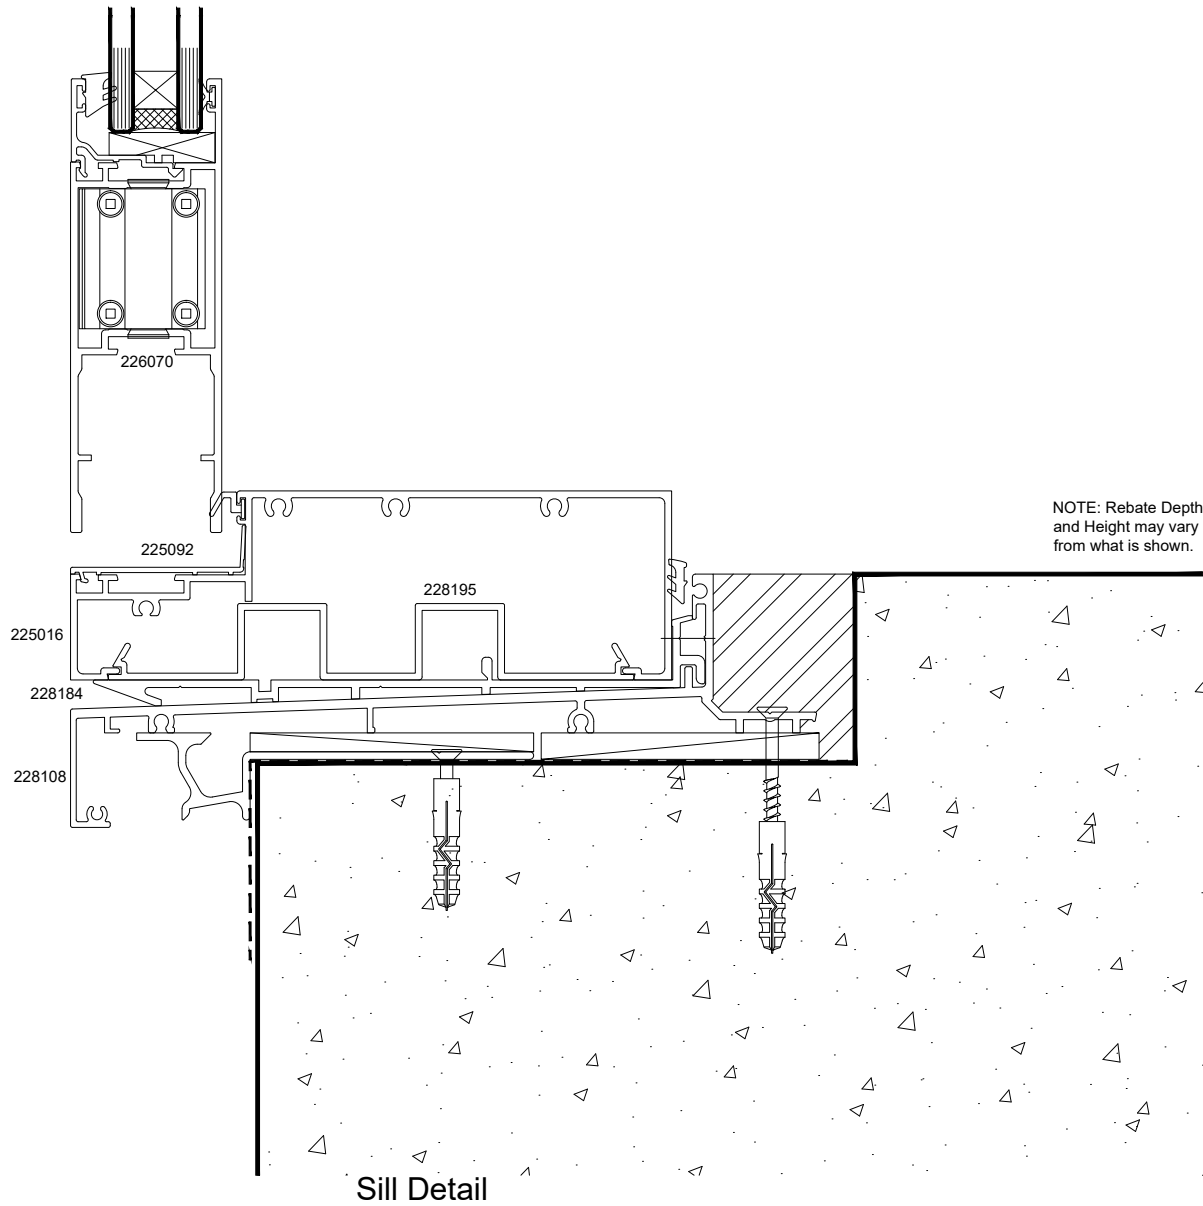 226070
NOTE: Rebate Depth
and Height may vary
from what is shown.
225092
228195
225016
228184
228108
Sill Detail